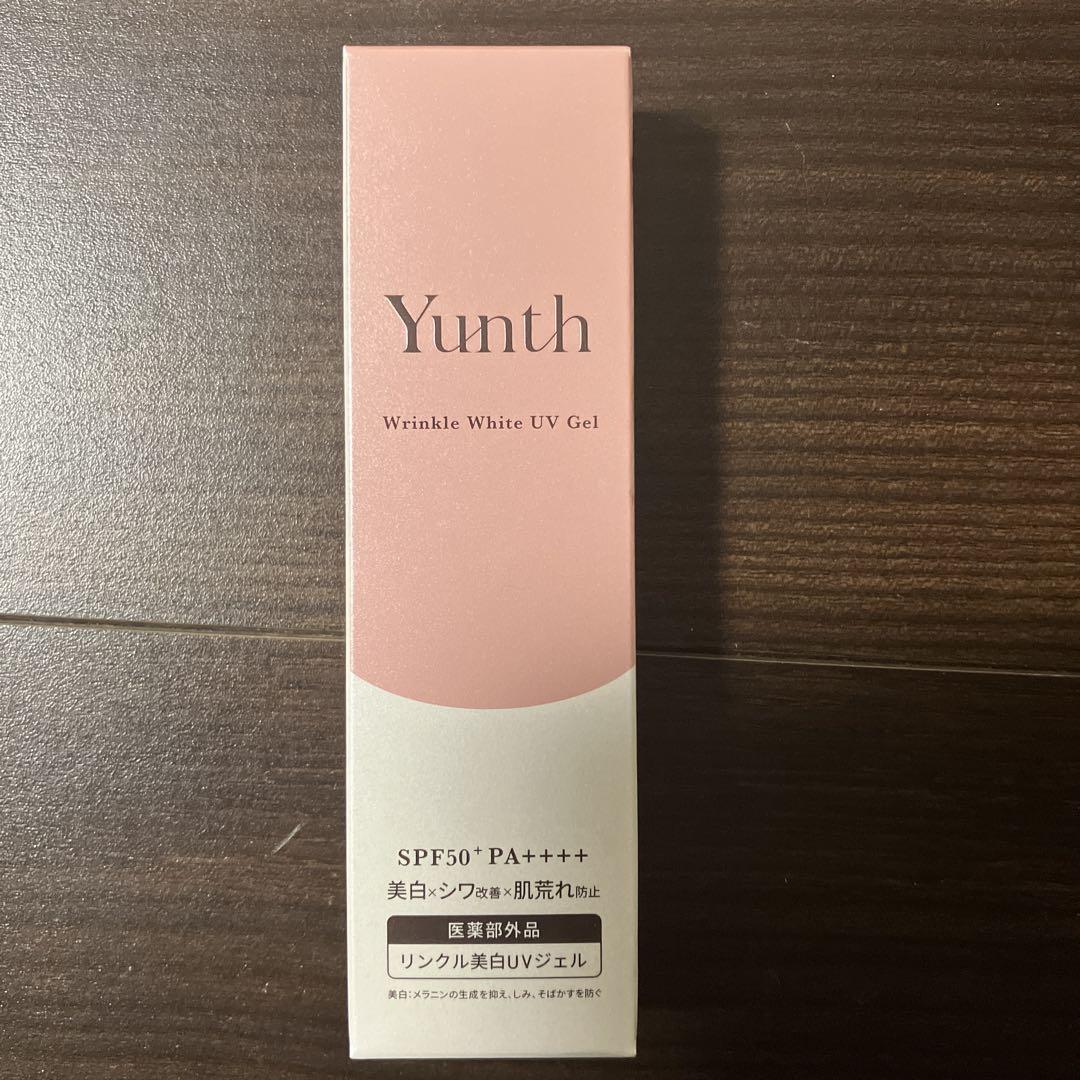 Yunth
Wrinkle White UV Gel
SPF50+ PA++++
美白×シワ改善×肌荒れ防止
医薬部外品
リンクル美白UVジェル
美白:メラニンの生成を抑え、しみ、そばかすを防ぐ